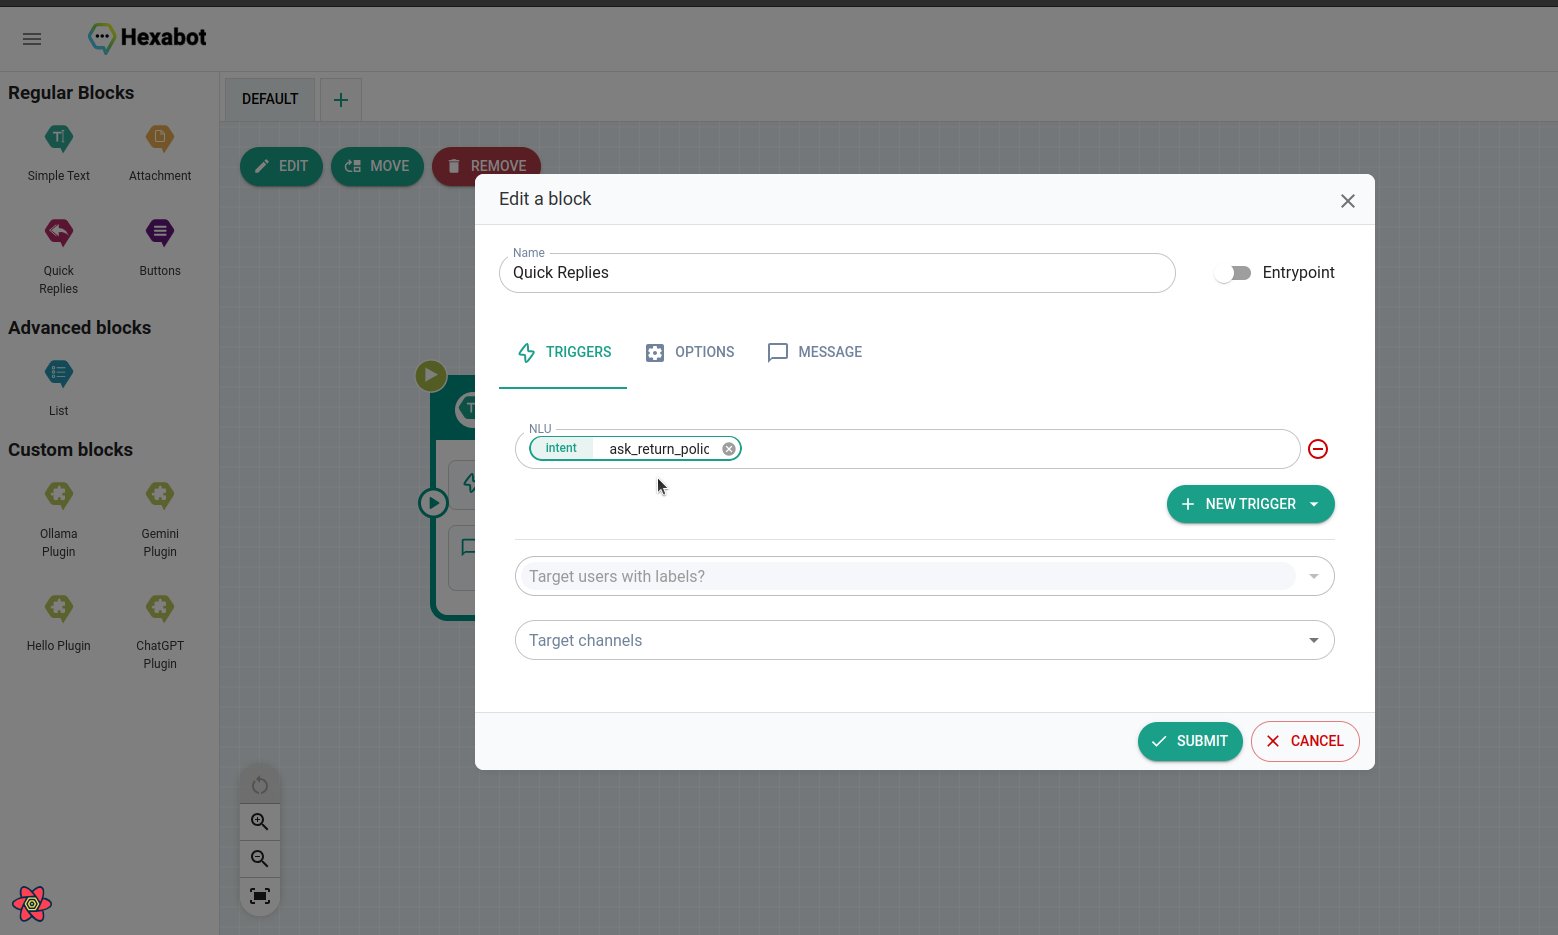 Hexabot
Regular Blocks
Simple Text
Attachment
Quick
Replies
Buttons
Advanced blocks
List
Custom blocks
Ollama
Plugin
Gemini
Plugin
Hello Plugin
ChatGPT
Plugin
DEFAULT
EDIT
MOVE
REMOVE
Edit a block
Name
Quick Replies
Entrypoint
TRIGGERS
OPTIONS
MESSAGE
NLU
intent
ask_return_polic
NEW TRIGGER
Target users with labels?
Target channels
SUBMIT
CANCEL